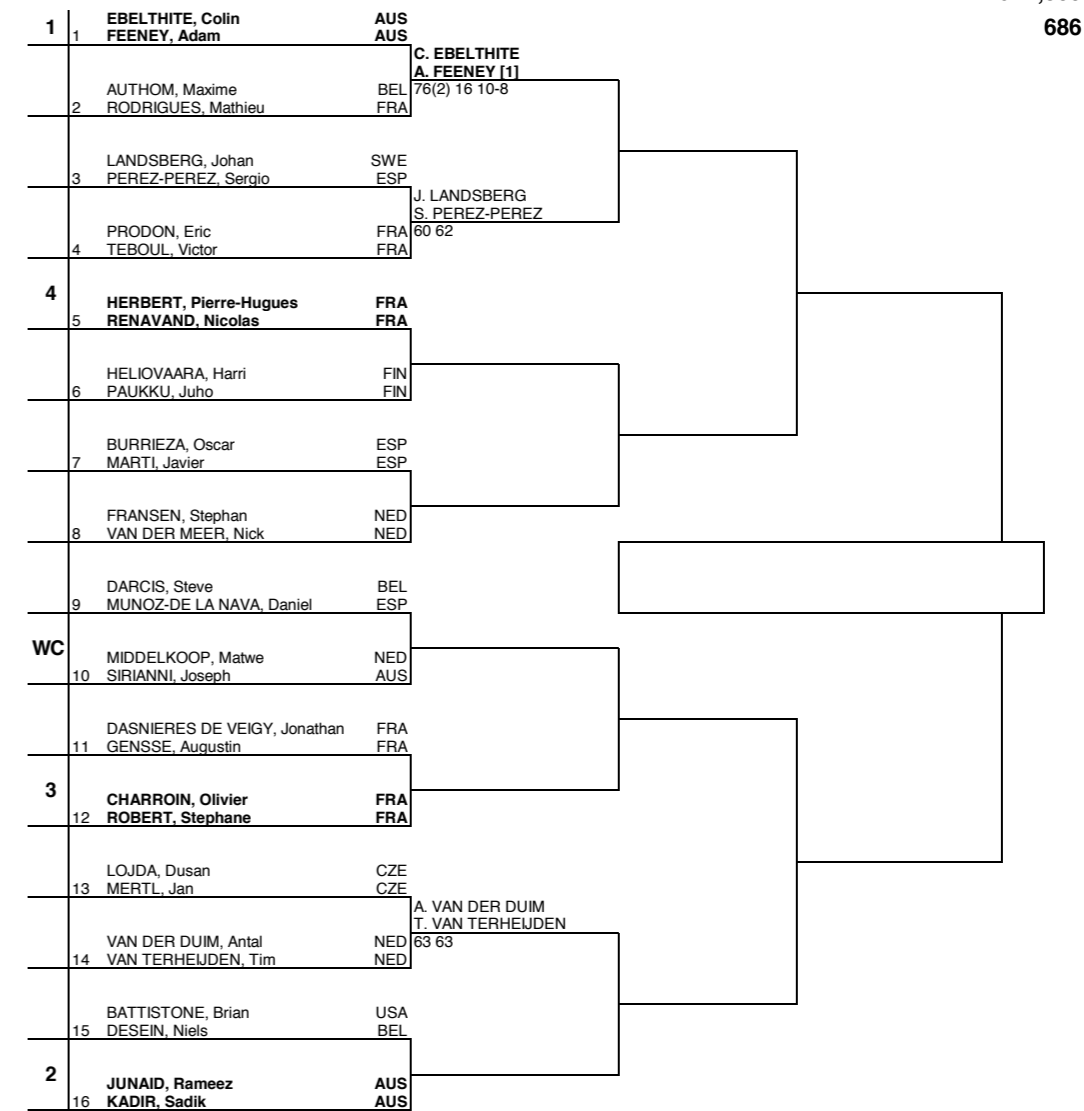 686
1 EBELTHITE, Colin AUS
1 FEENEY, Adam AUS
C. EBELTHITE
A. FEENEY [1]
AUTHOM, Maxime BEL 76(2) 16 10-8
2 RODRIGUES, Mathieu FRA
LANDSBERG, Johan SWE
3 PEREZ-PEREZ, Sergio ESP
J. LANDSBERG
S. PEREZ-PEREZ
PRODON, Eric FRA 60 62
4 TEBOUL, Victor FRA
4 HERBERT, Pierre-Hugues FRA
5 RENAVAND, Nicolas FRA
HELIOVAARA, Harri FIN
6 PAUKKU, Juho FIN
BURRIEZA, Oscar ESP
7 MARTI, Javier ESP
FRANSEN, Stephan NED
8 VAN DER MEER, Nick NED
DARCIS, Steve BEL
9 MUNOZ-DE LA NAVA, Daniel ESP
WC MIDDELKOOP, Matwe NED
10 SIRIANNI, Joseph AUS
DASNIERES DE VEIGY, Jonathan FRA
11 GENSSE, Augustin FRA
3 CHARROIN, Olivier FRA
12 ROBERT, Stephane FRA
LOJDA, Dusan CZE
13 MERTL, Jan CZE
A. VAN DER DUIM
T. VAN TERHEIJDEN
VAN DER DUIM, Antal NED 63 63
14 VAN TERHEIJDEN, Tim NED
BATTISTONE, Brian USA
15 DESEIN, Niels BEL
2 JUNAID, Rameez AUS
16 KADIR, Sadik AUS